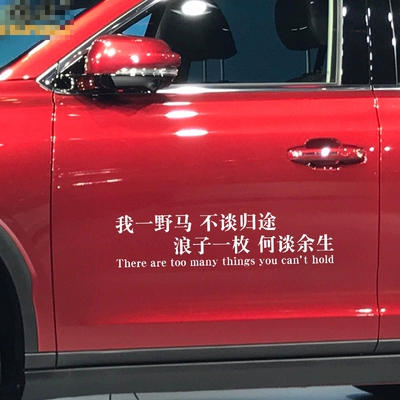 我一野马 不谈归途
浪子一枚 何谈余生
There are too many things you can't hold